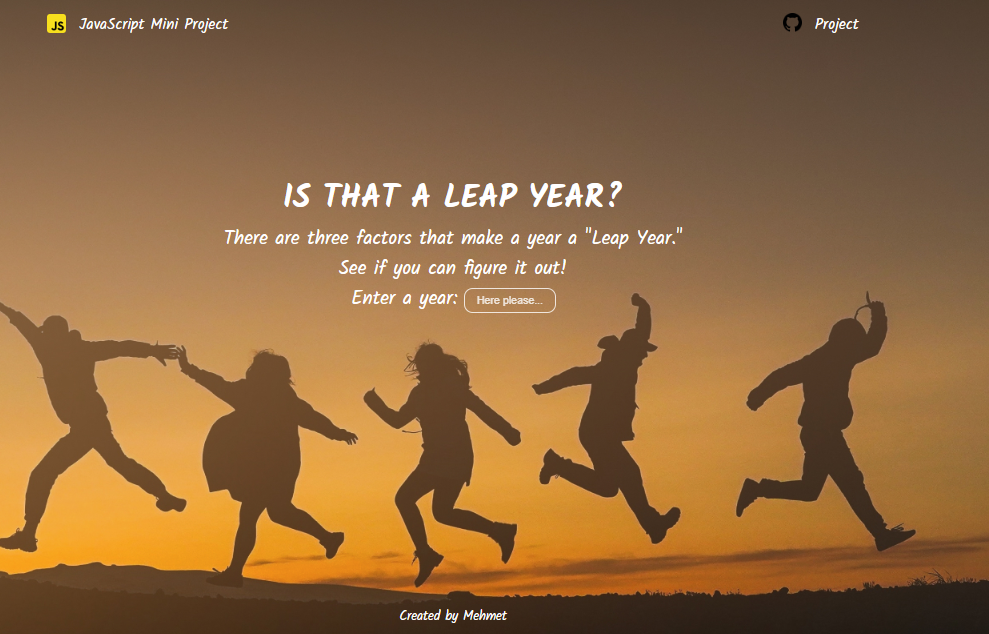 JS JavaScript Mini Project
Project
IS THAT A LEAP YEAR?
There are three factors that make a year a "Leap Year."
See if you can figure it out!
Enter a year: Here please...
Created by Mehmet